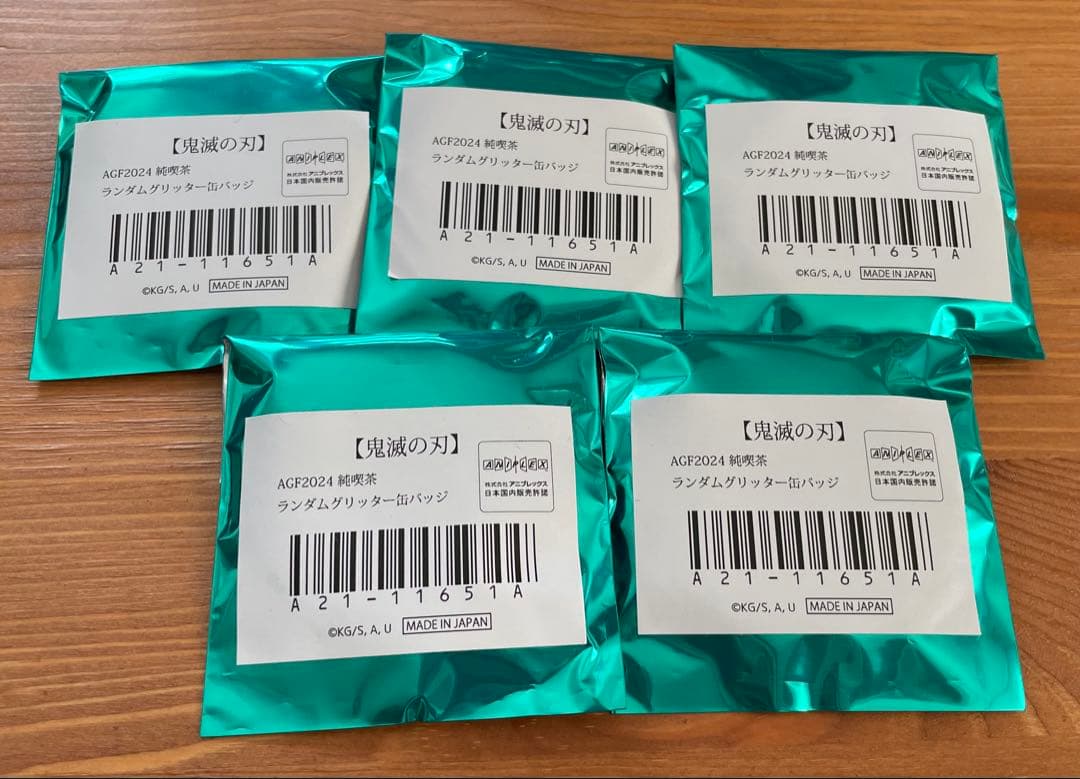 【鬼滅の刃】
AGF2024 純喫茶
ランダムグリッター缶バッジ
ANIPLEX
株式会社アニプレックス
日本国内販売許諾
A21-11651A
©KG/S, A, U MADE IN JAPAN
【鬼滅の刃】
AGF2024 純喫茶
ランダムグリッター缶バッジ
ANIPLEX
株式会社アニプレックス
日本国内販売許諾
A21-11651A
©KG/S, A, U MADE IN JAPAN
【鬼滅の刃】
AGF2024 純喫茶
ランダムグリッター缶バッジ
ANIPLEX
株式会社アニプレックス
日本国内販売許諾
A21-11651A
©KG/S, A, U MADE IN JAPAN
【鬼滅の刃】
AGF2024 純喫茶
ランダムグリッター缶バッジ
ANIPLEX
株式会社アニプレックス
日本国内販売許諾
A21-11651A
©KG/S, A, U MADE IN JAPAN
【鬼滅の刃】
AGF2024 純喫茶
ランダムグリッター缶バッジ
ANIPLEX
株式会社アニプレックス
日本国内販売許諾
A21-11651A
©KG/S, A, U MADE IN JAPAN